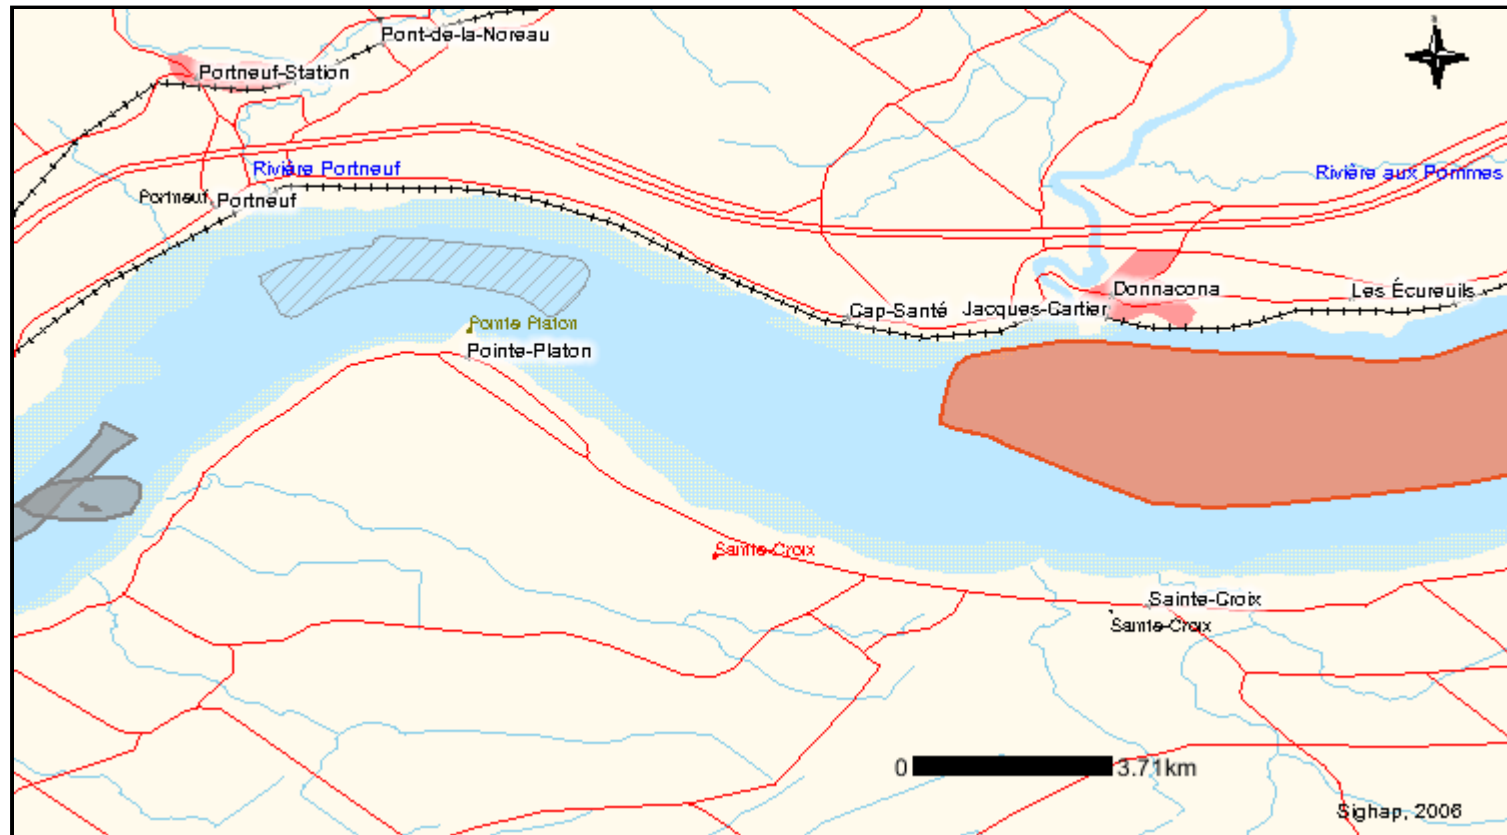 Pont-de-la-Noreau
Portneuf-Station
Rivière Portneuf
Rivière aux Pommes
Portneuf
Portneuf
Donnacona
Les Écureuils
Cap-Santé
Jacques-Cartier
Pointe Platon
Pointe-Platon
Sainte-Croix
Sainte-Croix
Sainte-Croix
0 3.71km
Sighap, 2006